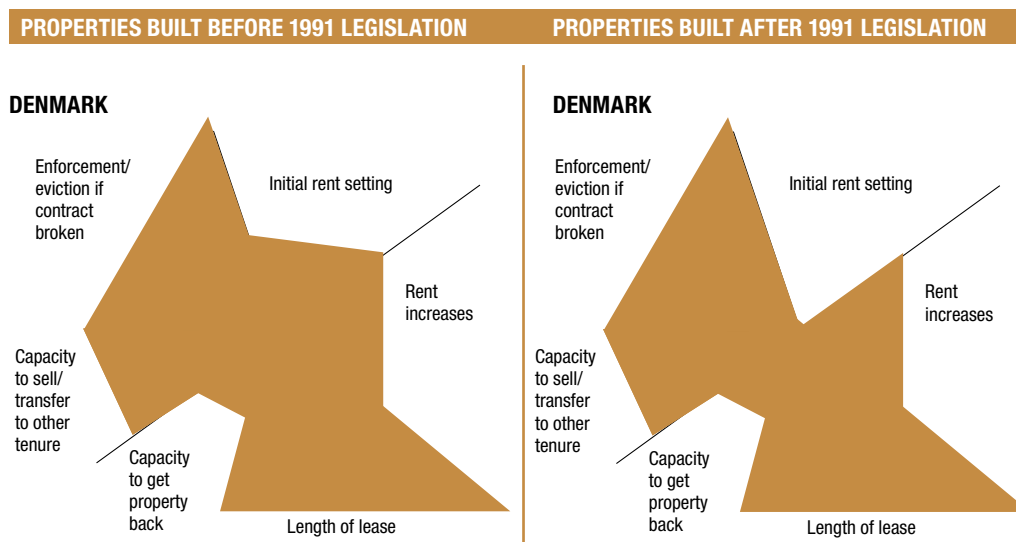 PROPERTIES BUILT BEFORE 1991 LEGISLATION
DENMARK
Enforcement/
eviction if
contract
broken
Initial rent setting
Rent
increases
Capacity
to sell/
transfer
to other
tenure
Capacity
to get
property
back
Length of lease
PROPERTIES BUILT AFTER 1991 LEGISLATION
DENMARK
Enforcement/
eviction if
contract
broken
Initial rent setting
Rent
increases
Capacity
to sell/
transfer
to other
tenure
Capacity
to get
property
back
Length of lease